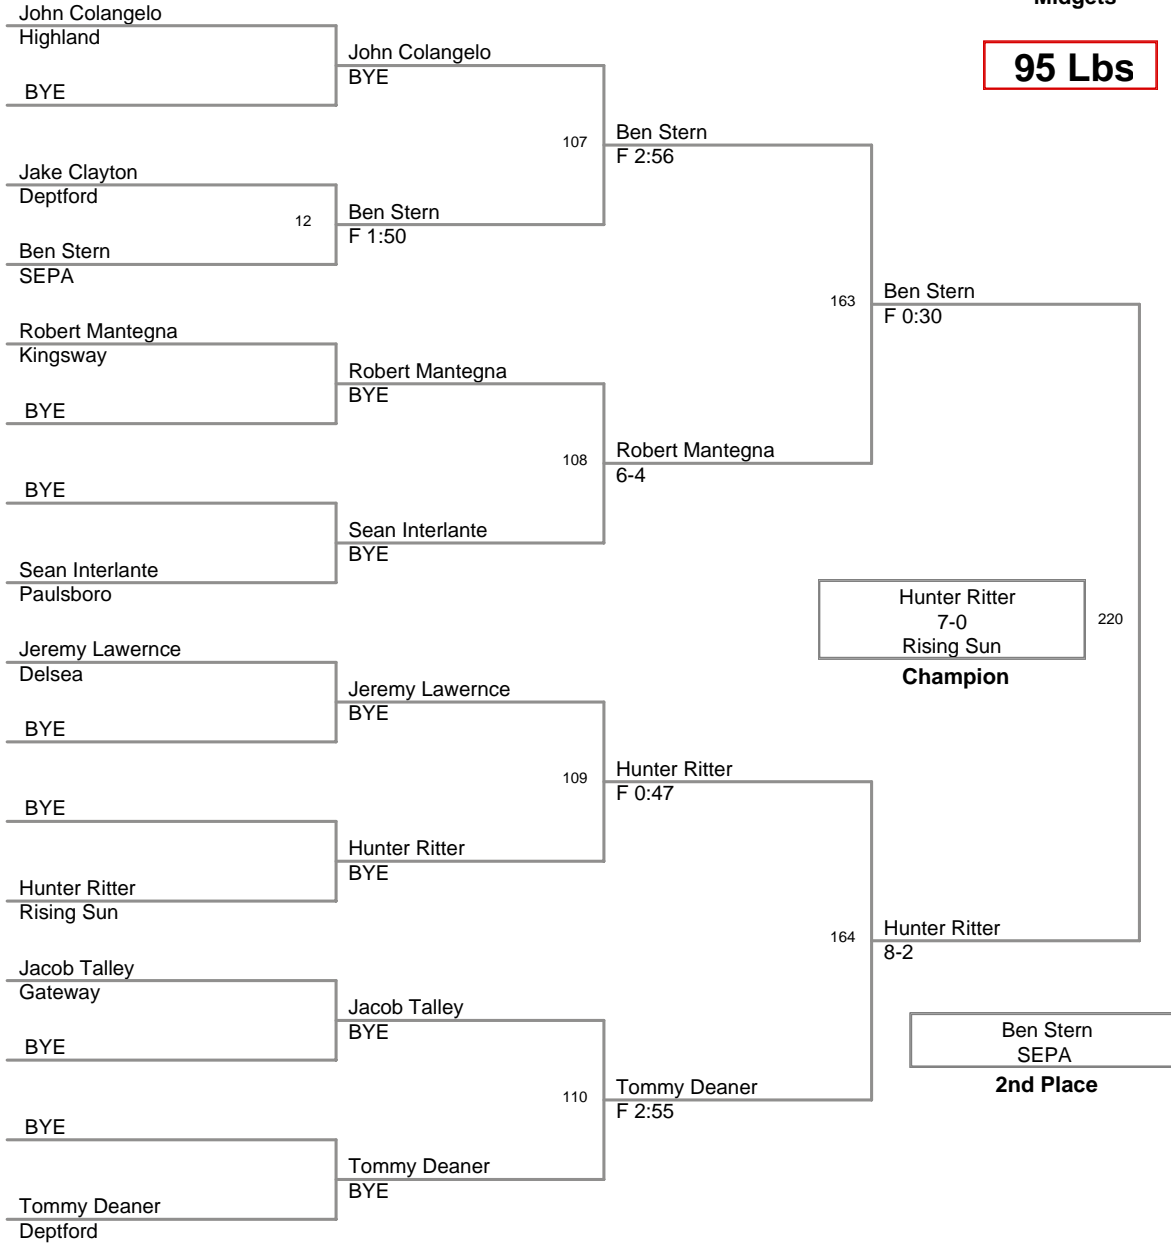 Midgets
95 Lbs
John Colangelo
Highland
BYE
Jake Clayton
Deptford
Ben Stern
SEPA
Robert Mantegna
Kingsway
BYE
BYE
Sean Interlante
Paulsboro
Jeremy Lawernce
Delsea
BYE
BYE
Hunter Ritter
Rising Sun
Jacob Talley
Gateway
BYE
BYE
Tommy Deaner
Deptford
12
John Colangelo
BYE
Ben Stern
F 1:50
Robert Mantegna
BYE
Sean Interlante
BYE
Jeremy Lawernce
BYE
Hunter Ritter
BYE
Jacob Talley
BYE
Tommy Deaner
BYE
107
108
109
110
Ben Stern
F 2:56
Robert Mantegna
6-4
Hunter Ritter
F 0:47
Tommy Deaner
F 2:55
163
164
Ben Stern
F 0:30
Hunter Ritter
8-2
220
Hunter Ritter
7-0
Rising Sun
Champion
Ben Stern
SEPA
2nd Place